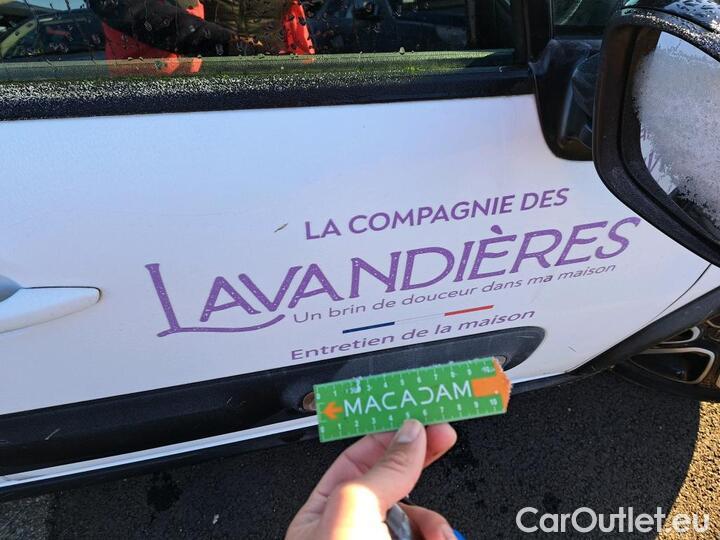 LA COMPAGNIE DES
LAVANDIÈRES
Un brin de douceur dans ma maison
Entretien de la maison
MACADAM
CarOutlet.eu